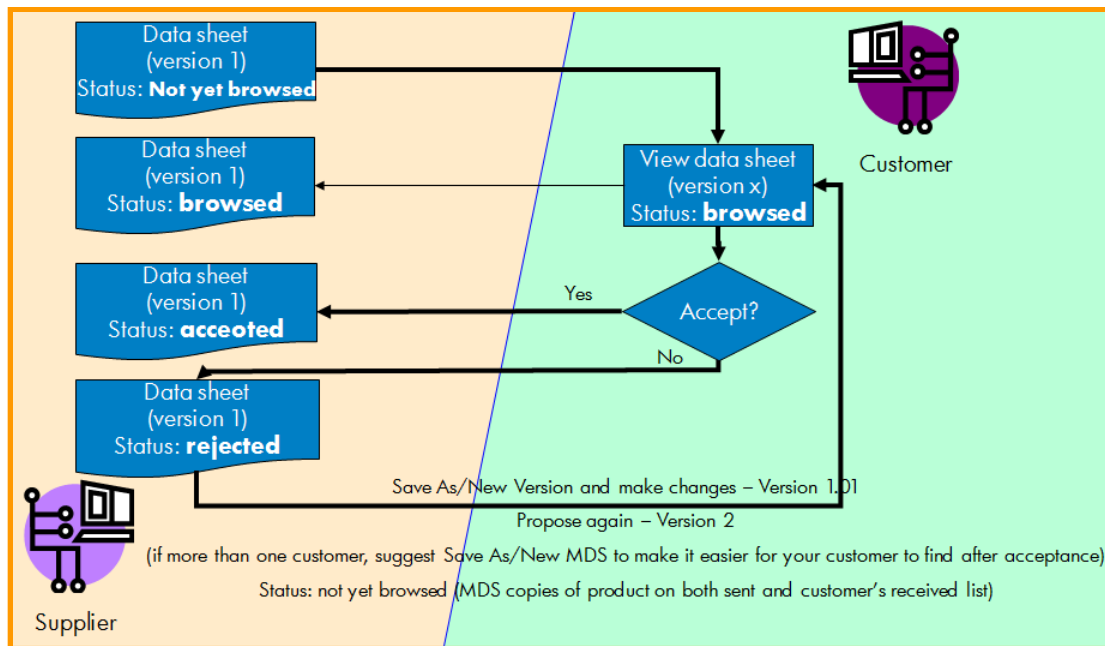 Data sheet
(version 1)
Status: Not yet browsed
Data sheet
(version 1)
Status: browsed
View data sheet
(version x)
Status: browsed
Customer
Data sheet
(version 1)
Status: acceoted
Yes
Accept?
No
Data sheet
(version 1)
Status: rejected
Save As/New Version and make changes – Version 1.01
Propose again – Version 2
(if more than one customer, suggest Save As/New MDS to make it easier for your customer to find after acceptance)
Status: not yet browsed (MDS copies of product on both sent and customer's received list)
Supplier